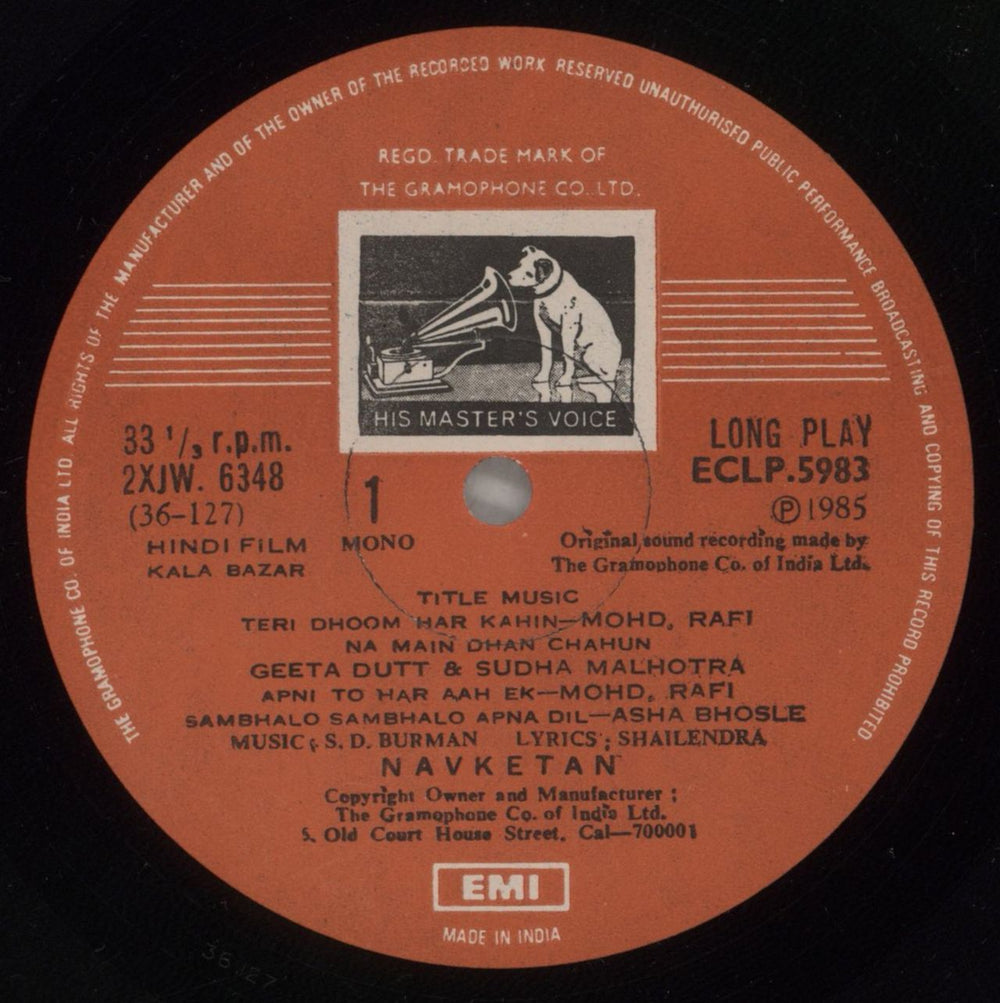 THE GRAMOPHONE CO. OF INDIA LTD. ALL RIGHTS OF THE MANUFACTURER AND OF THE OWNER OF THE RECORDED WORK RESERVED UNAUTHORISED PUBLIC PERFORMANCE BROADCASTING AND COPYING OF THIS RECORD PROHIBITED
REGD. TRADE MARK OF
THE GRAMOPHONE CO. LTD.
HIS MASTER'S VOICE
33 1/3 r.p.m.
2XJW. 6348
(36-127)
HINDI FILM
KALA BAZAR
1
MONO
LONG PLAY
ECLP.5983
Ⓟ 1985
Original sound recording made by
The Gramophone Co. of India Ltd.
TITLE MUSIC
TERI DHOOM HAR KAHIN—MOHD. RAFI
NA MAIN DHAN CHAHUN
GEETA DUTT & SUDHA MALHOTRA
APNI TO HAR AAH EK—MOHD. RAFI
SAMBHALO SAMBHALO APNA DIL—ASHA BHOSLE
MUSIC : S. D. BURMAN LYRICS : SHAILENDRA
NAVKETAN
Copyright Owner and Manufacturer :
The Gramophone Co. of India Ltd.
5, Old Court House Street, Cal—700001
EMI
MADE IN INDIA
36 127